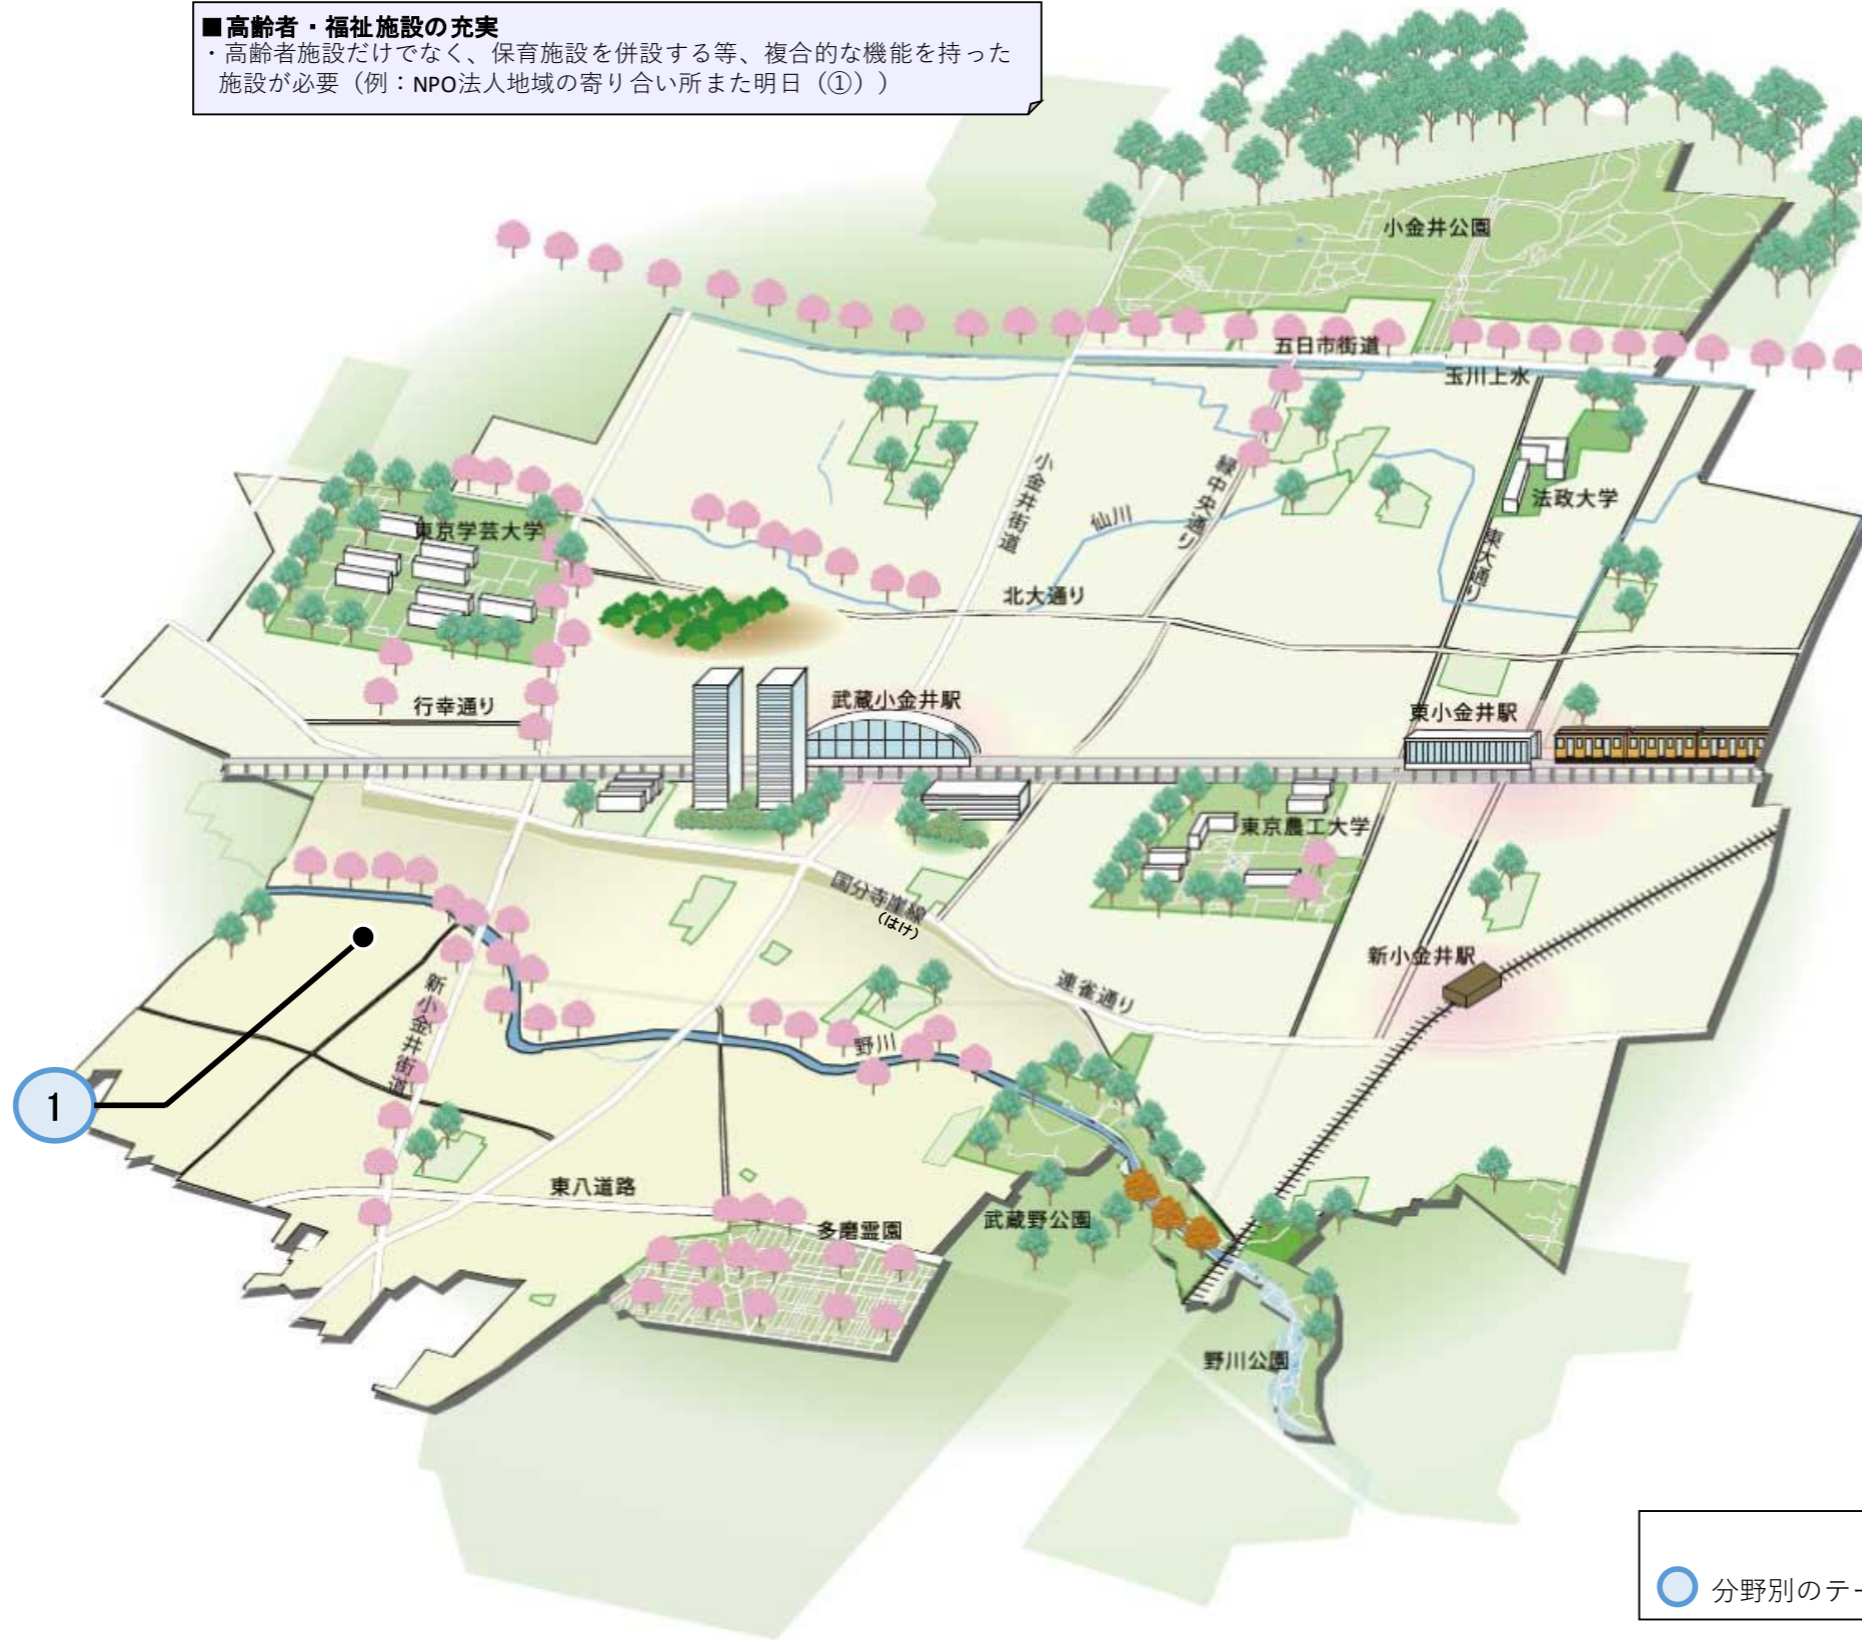 ■高齢者・福祉施設の充実
・高齢者施設だけでなく、保育施設を併設する等、複合的な機能を持った
施設が必要（例：NPO法人地域の寄り合い所また明日（①））
小金井公園
五日市街道
玉川上水
小金井街道
緑中央通り
仙川
法政大学
東大通り
東京学芸大学
北大通り
行幸通り
武蔵小金井駅
東小金井駅
東京農工大学
国分寺崖線
（はけ）
新小金井駅
連雀通り
新小金井街道
野川
1
東八道路
多磨霊園
武蔵野公園
野川公園
分野別のテー